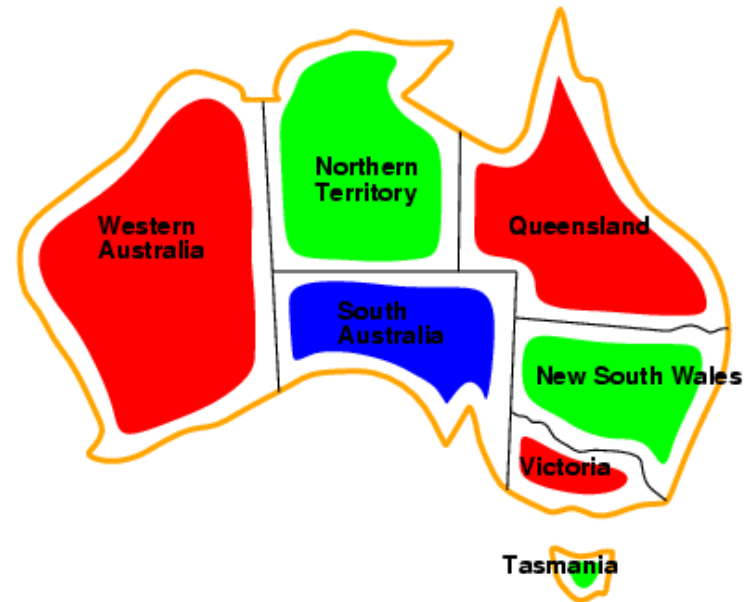 Northern
Territory
Western
Australia
Queensland
South
Australia
New South Wales
Victoria
Tasmania